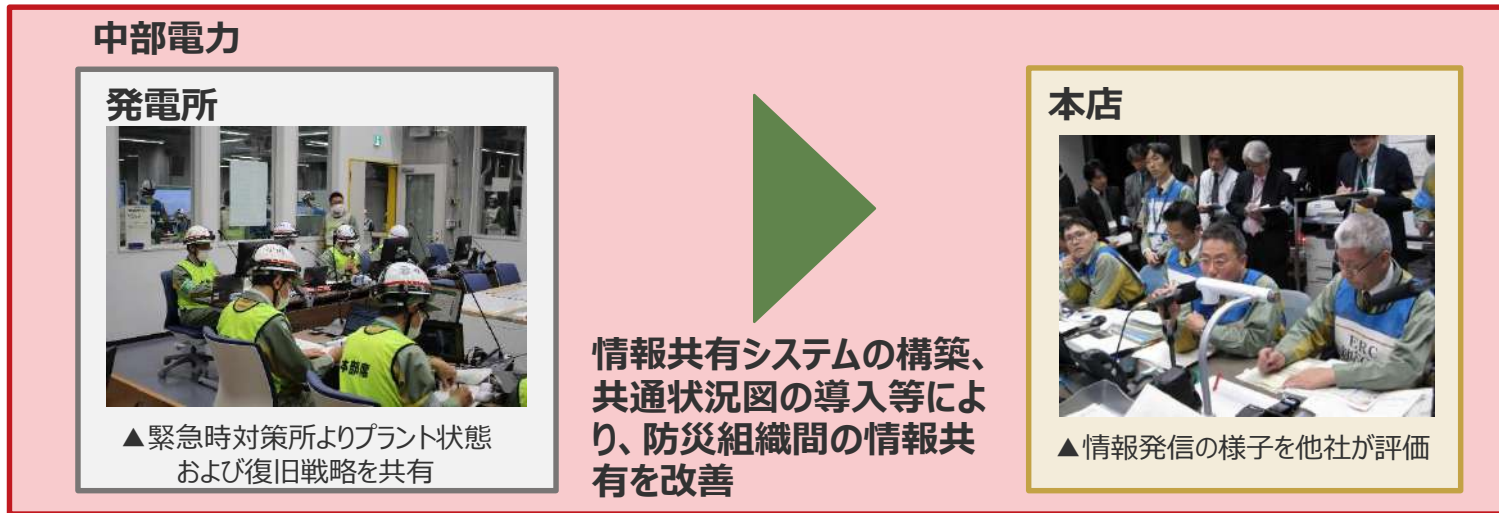 中部電力
発電所
本部席
▲緊急時対策所よりプラント状態
および復旧戦略を共有
情報共有システムの構築、
共通状況図の導入等によ
り、防災組織間の情報共
有を改善
本店
ERC
▲情報発信の様子を他社が評価